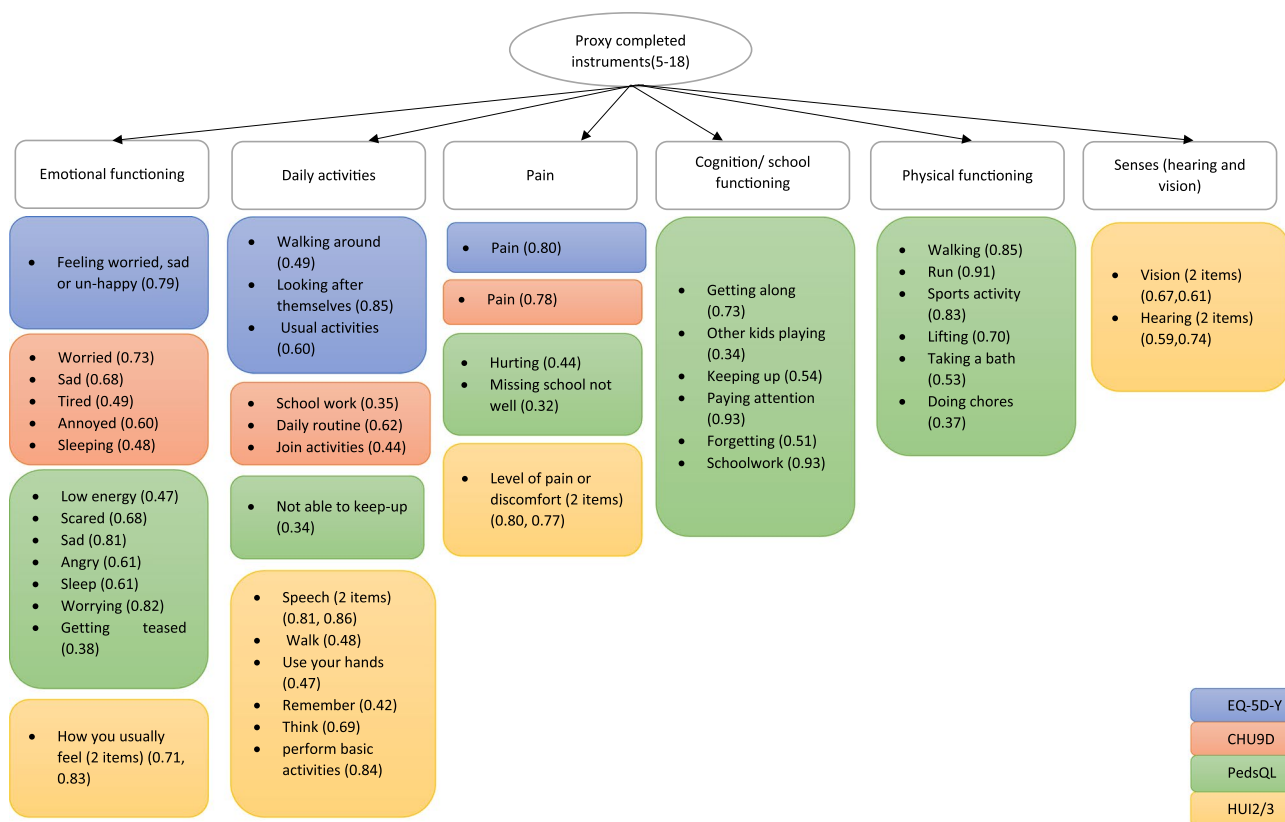 Proxy completed
instruments(5-18)
Emotional functioning
Daily activities
Pain
Cognition/ school
functioning
Physical functioning
Senses (hearing and
vision)
• Feeling worried, sad
or un-happy (0.79)
• Worried (0.73)
• Sad (0.68)
• Tired (0.49)
• Annoyed (0.60)
• Sleeping (0.48)
• Low energy (0.47)
• Scared (0.68)
• Sad (0.81)
• Angry (0.61)
• Sleep (0.61)
• Worrying (0.82)
• Getting teased
(0.38)
• How you usually
feel (2 items) (0.71,
0.83)
• Walking around
(0.49)
• Looking after
themselves (0.85)
• Usual activities
(0.60)
• School work (0.35)
• Daily routine (0.62)
• Join activities (0.44)
• Not able to keep-up
(0.34)
• Speech (2 items)
(0.81, 0.86)
• Walk (0.48)
• Use your hands
(0.47)
• Remember (0.42)
• Think (0.69)
• perform basic
activities (0.84)
• Pain (0.80)
• Pain (0.78)
• Hurting (0.44)
• Missing school not
well (0.32)
• Level of pain or
discomfort (2 items)
(0.80, 0.77)
• Getting along
(0.73)
• Other kids playing
(0.34)
• Keeping up (0.54)
• Paying attention
(0.93)
• Forgetting (0.51)
• Schoolwork (0.93)
• Walking (0.85)
• Run (0.91)
• Sports activity
(0.83)
• Lifting (0.70)
• Taking a bath
(0.53)
• Doing chores
(0.37)
• Vision (2 items)
(0.67,0.61)
• Hearing (2 items)
(0.59,0.74)
EQ-5D-Y
CHU9D
PedsQL
HUI2/3